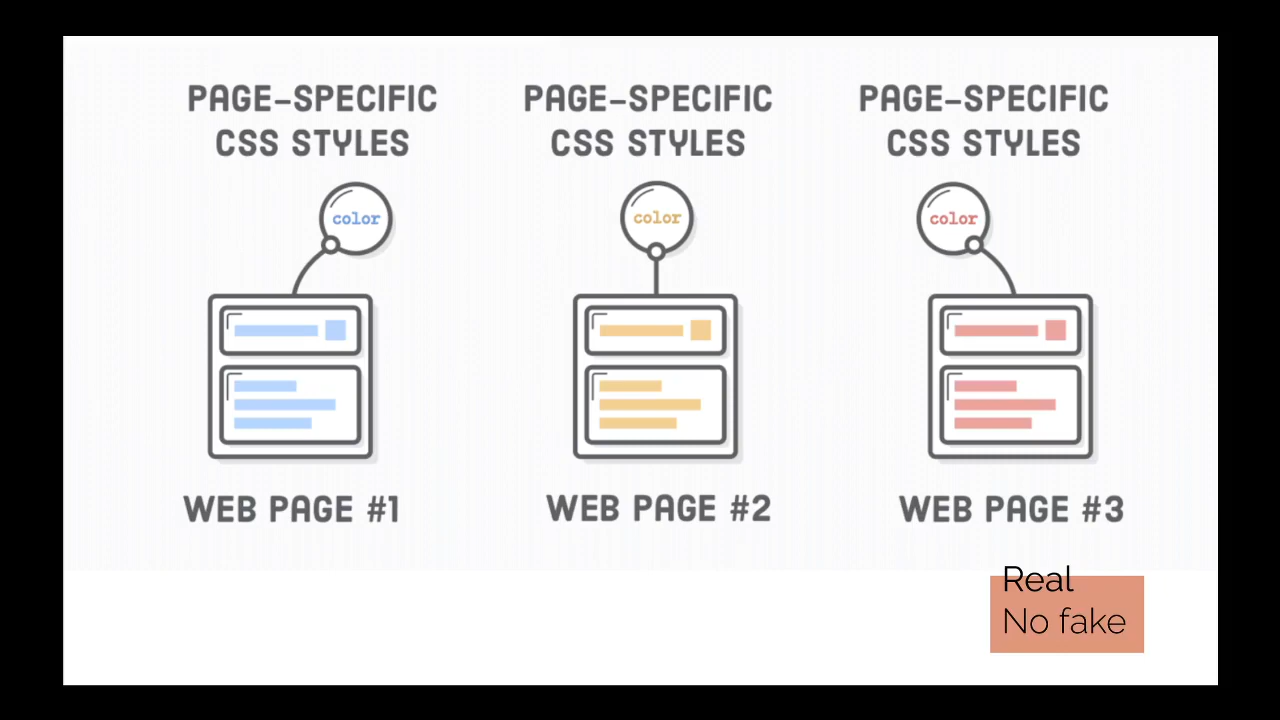 PAGE-SPECIFIC
CSS STYLES
color
WEB PAGE #1
PAGE-SPECIFIC
CSS STYLES
color
WEB PAGE #2
PAGE-SPECIFIC
CSS STYLES
color
WEB PAGE #3
Real
No fake